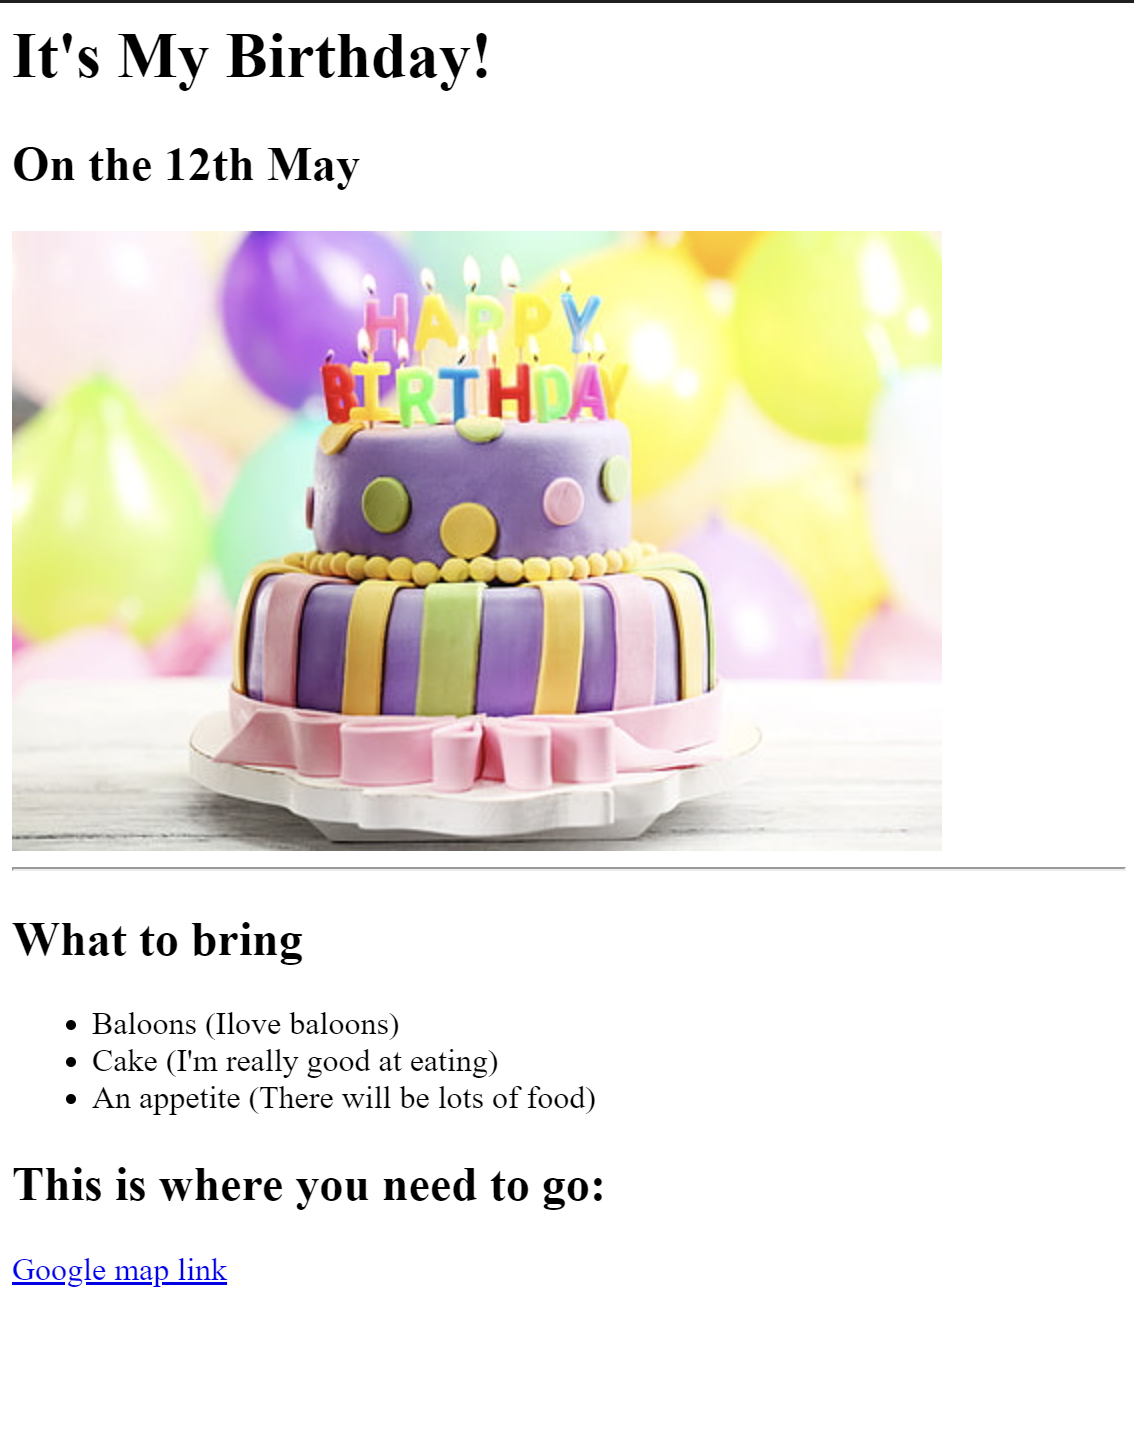 It's My Birthday!
On the 12th May
HAPPY
BIRTHDAY
What to bring
Baloons (Ilove baloons)
Cake (I'm really good at eating)
An appetite (There will be lots of food)
This is where you need to go:
Google map link